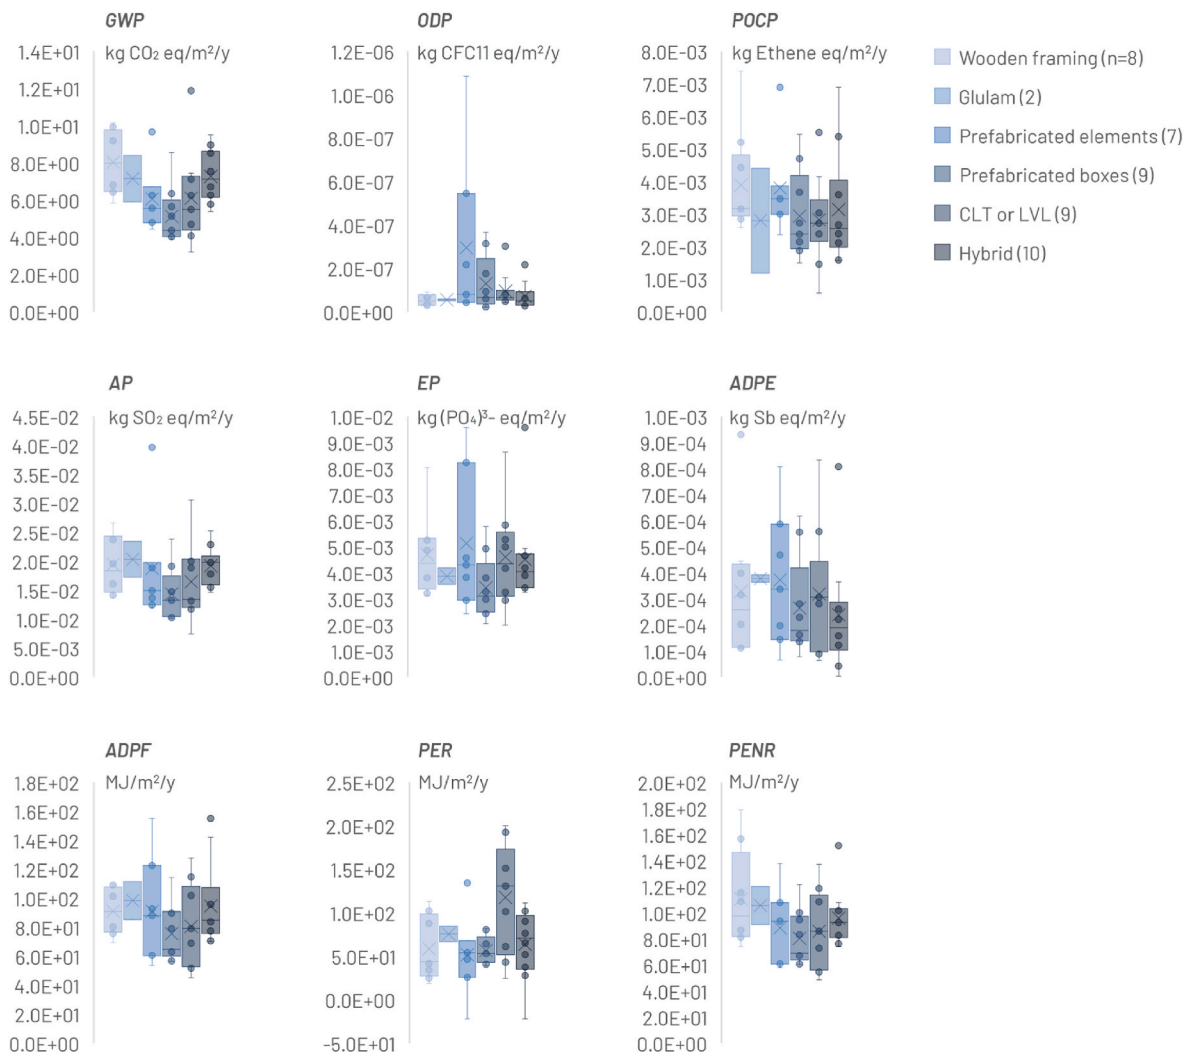 GWP
kg CO₂ eq/m²/y
1.4E+01
1.2E+01
1.0E+01
8.0E+00
6.0E+00
4.0E+00
2.0E+00
0.0E+00
ODP
kg CFC11 eq/m²/y
1.2E-06
1.0E-06
8.0E-07
6.0E-07
4.0E-07
2.0E-07
0.0E+00
POCP
kg Ethene eq/m²/y
8.0E-03
7.0E-03
6.0E-03
5.0E-03
4.0E-03
3.0E-03
2.0E-03
1.0E-03
0.0E+00
Wooden framing (n=8)
Glulam (2)
Prefabricated elements (7)
Prefabricated boxes (9)
CLT or LVL (9)
Hybrid (10)
AP
kg SO₂ eq/m²/y
4.5E-02
4.0E-02
3.5E-02
3.0E-02
2.5E-02
2.0E-02
1.5E-02
1.0E-02
5.0E-03
0.0E+00
EP
kg (PO₄)³- eq/m²/y
1.0E-02
9.0E-03
8.0E-03
7.0E-03
6.0E-03
5.0E-03
4.0E-03
3.0E-03
2.0E-03
1.0E-03
0.0E+00
ADPE
kg Sb eq/m²/y
1.0E-03
9.0E-04
8.0E-04
7.0E-04
6.0E-04
5.0E-04
4.0E-04
3.0E-04
2.0E-04
1.0E-04
0.0E+00
ADPF
MJ/m²/y
1.8E+02
1.6E+02
1.4E+02
1.2E+02
1.0E+02
8.0E+01
6.0E+01
4.0E+01
2.0E+01
0.0E+00
PER
MJ/m²/y
2.5E+02
2.0E+02
1.5E+02
1.0E+02
5.0E+01
0.0E+00
-5.0E+01
PENR
MJ/m²/y
2.0E+02
1.8E+02
1.6E+02
1.4E+02
1.2E+02
1.0E+02
8.0E+01
6.0E+01
4.0E+01
2.0E+01
0.0E+00